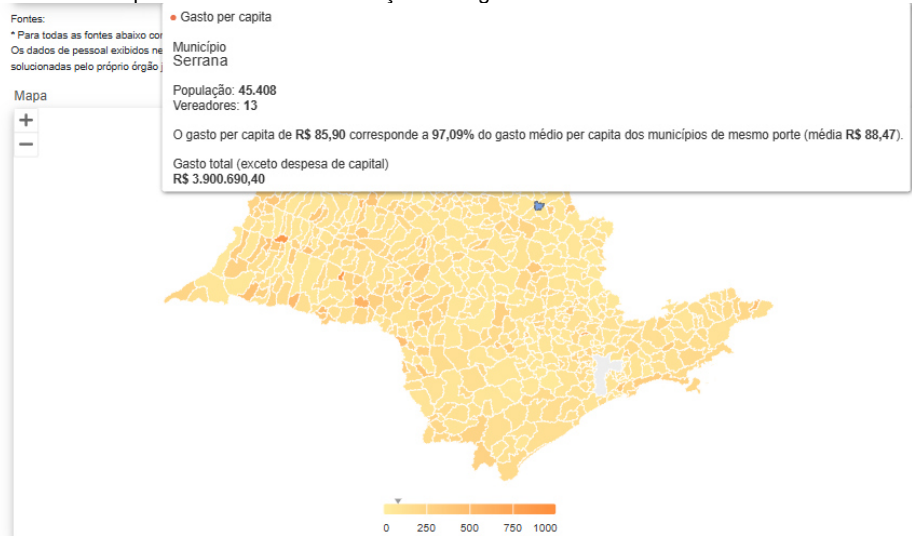 Fontes:
* Para todas as fontes abaixo
Os dados de pessoal exibidos
solucionadas pelo próprio órgão
• Gasto per capita
Município
Serrana
População: 45.408
Vereadores: 13
O gasto per capita de R$ 85,90 corresponde a 97,09% do gasto médio per capita dos municípios de mesmo porte (média R$ 88,47).
Gasto total (exceto despesa de capital)
R$ 3.900.690,40
Mapa
+
−
0 250 500 750 1000